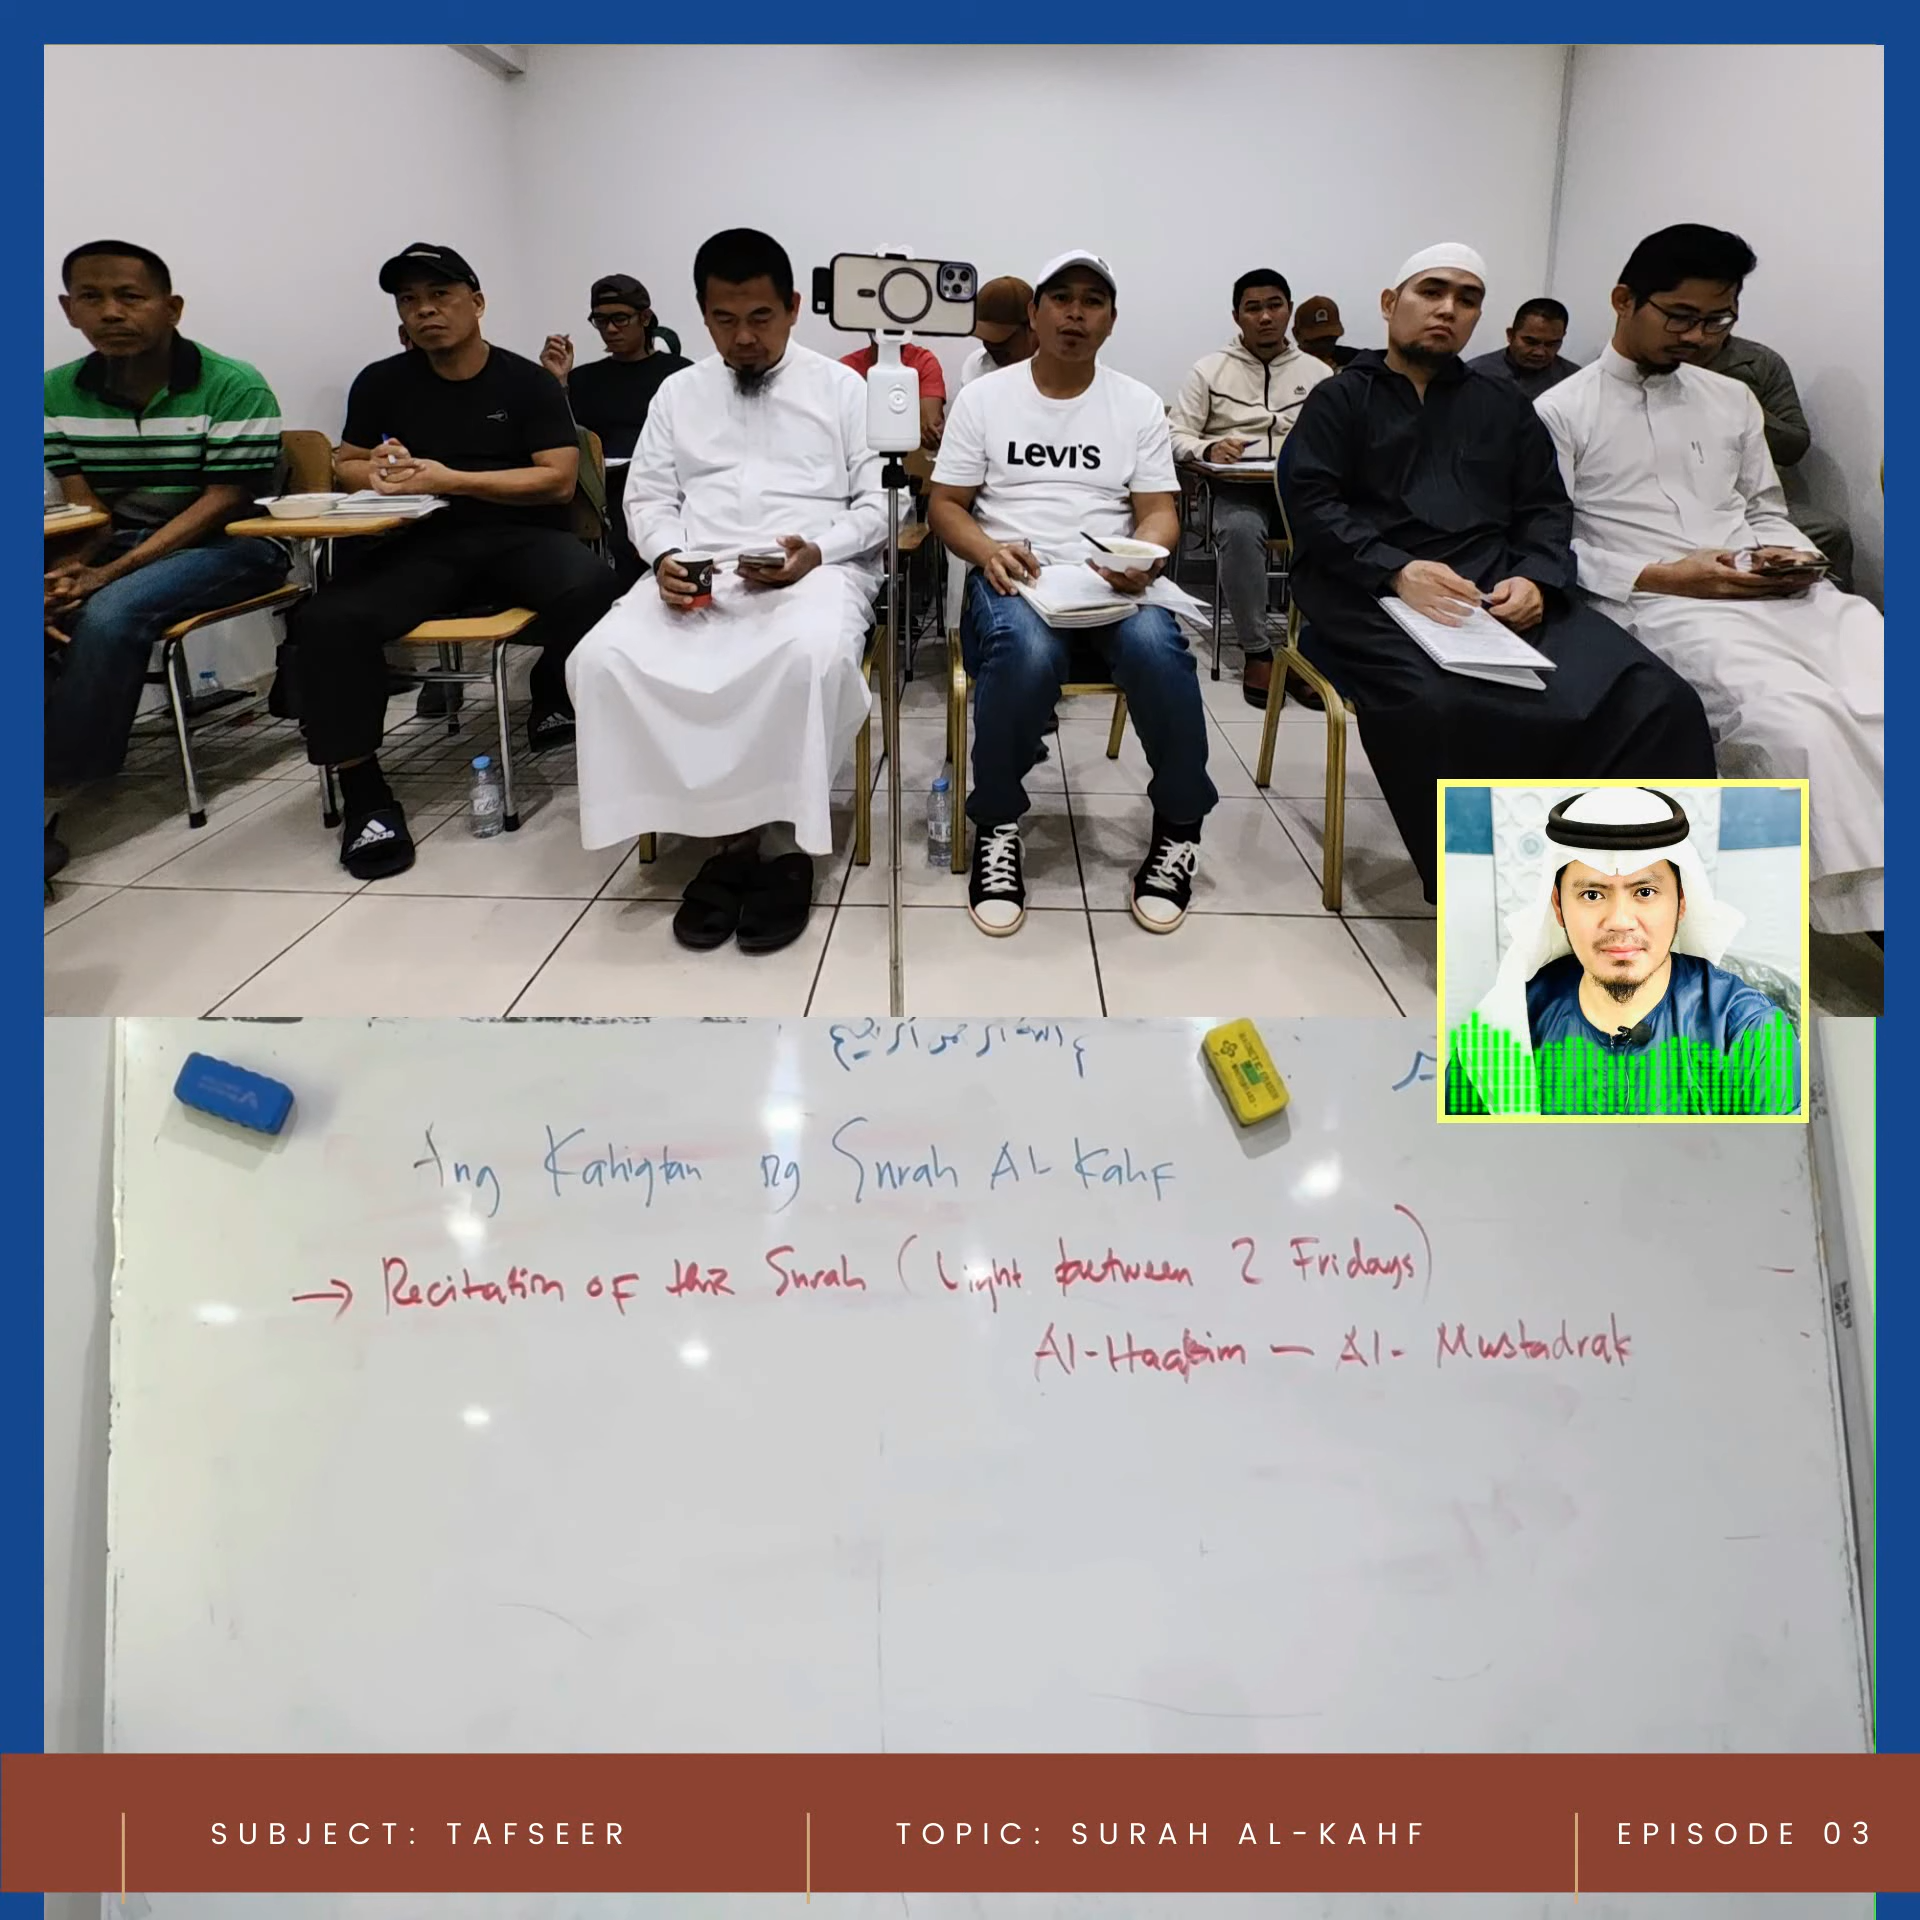 LEVI'S
adidas
Ang Kahigtan ng Surah AL-Kahf
→ Recitation of this Surah (Light between 2 Fridays)
Al-Haakim — Al-Mustadrak
SUBJECT: TAFSEER
TOPIC: SURAH AL-KAHF
EPISODE 03